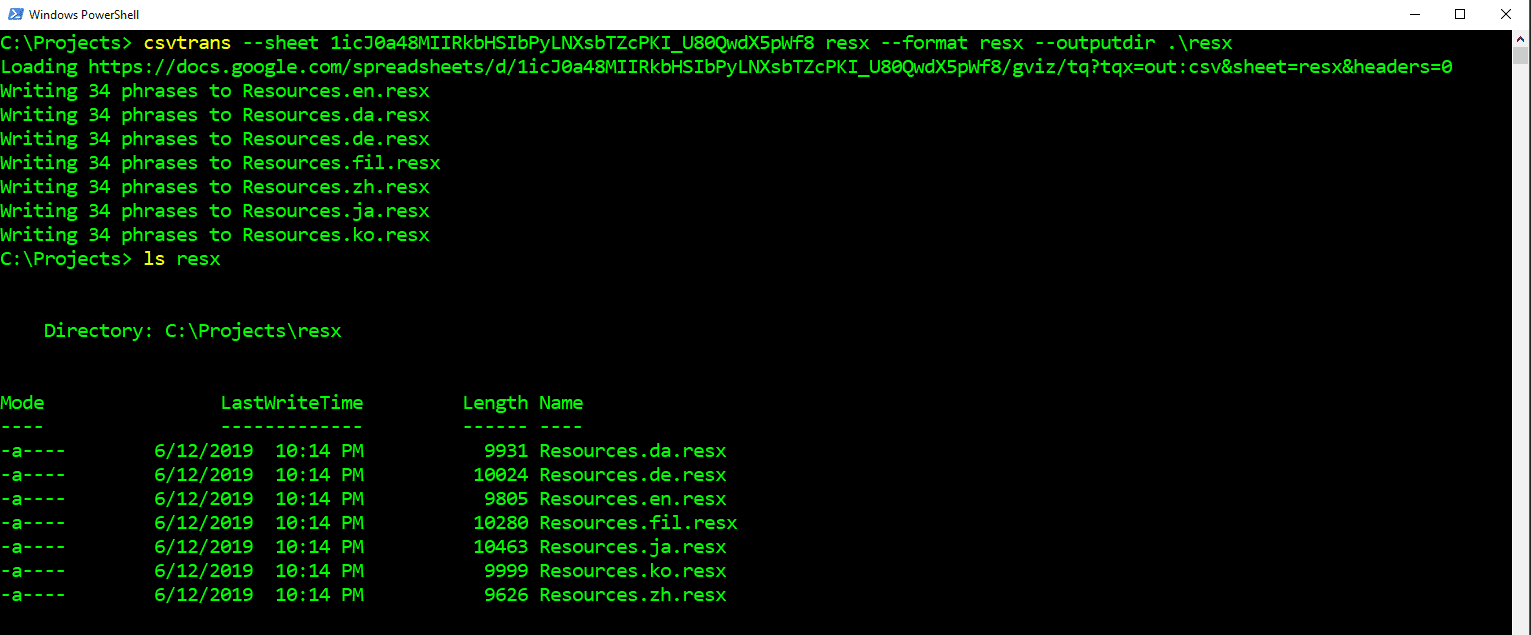 Windows PowerShell
C:\Projects> csvtrans --sheet 1icJ0a48MIIRkbHSIbPyLNXsbTZcPKI_U80QwdX5pWf8 resx --format resx --outputdir .\resx
Loading https://docs.google.com/spreadsheets/d/1icJ0a48MIIRkbHSIbPyLNXsbTZcPKI_U80QwdX5pWf8/gviz/tq?tqx=out:csv&sheet=resx&headers=0
Writing 34 phrases to Resources.en.resx
Writing 34 phrases to Resources.da.resx
Writing 34 phrases to Resources.de.resx
Writing 34 phrases to Resources.fil.resx
Writing 34 phrases to Resources.zh.resx
Writing 34 phrases to Resources.ja.resx
Writing 34 phrases to Resources.ko.resx
C:\Projects> ls resx
Directory: C:\Projects\resx
Mode LastWriteTime Length Name
---- ------------- ------ ----
-a---- 6/12/2019 10:14 PM 9931 Resources.da.resx
-a---- 6/12/2019 10:14 PM 10024 Resources.de.resx
-a---- 6/12/2019 10:14 PM 9805 Resources.en.resx
-a---- 6/12/2019 10:14 PM 10280 Resources.fil.resx
-a---- 6/12/2019 10:14 PM 10463 Resources.ja.resx
-a---- 6/12/2019 10:14 PM 9999 Resources.ko.resx
-a---- 6/12/2019 10:14 PM 9626 Resources.zh.resx